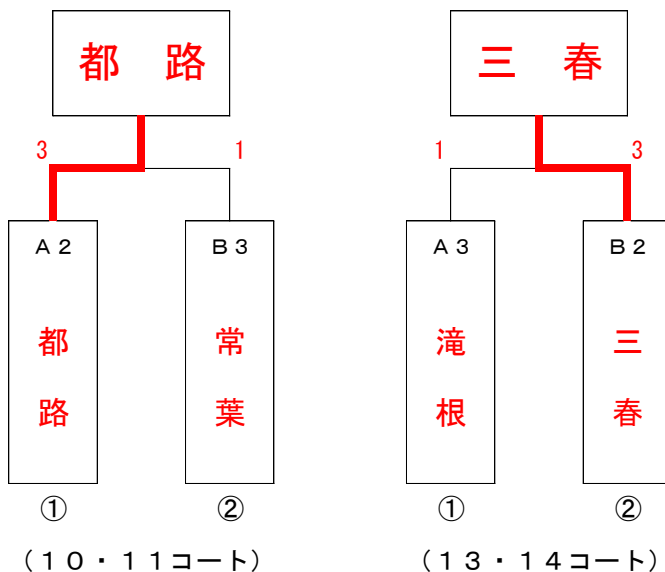 都　路
三　春
3 1
1 3
A２ B３
A３ B２
都路
常葉
滝根
三春
① ②
① ②
（１０・１１コート）
（１３・１４コート）